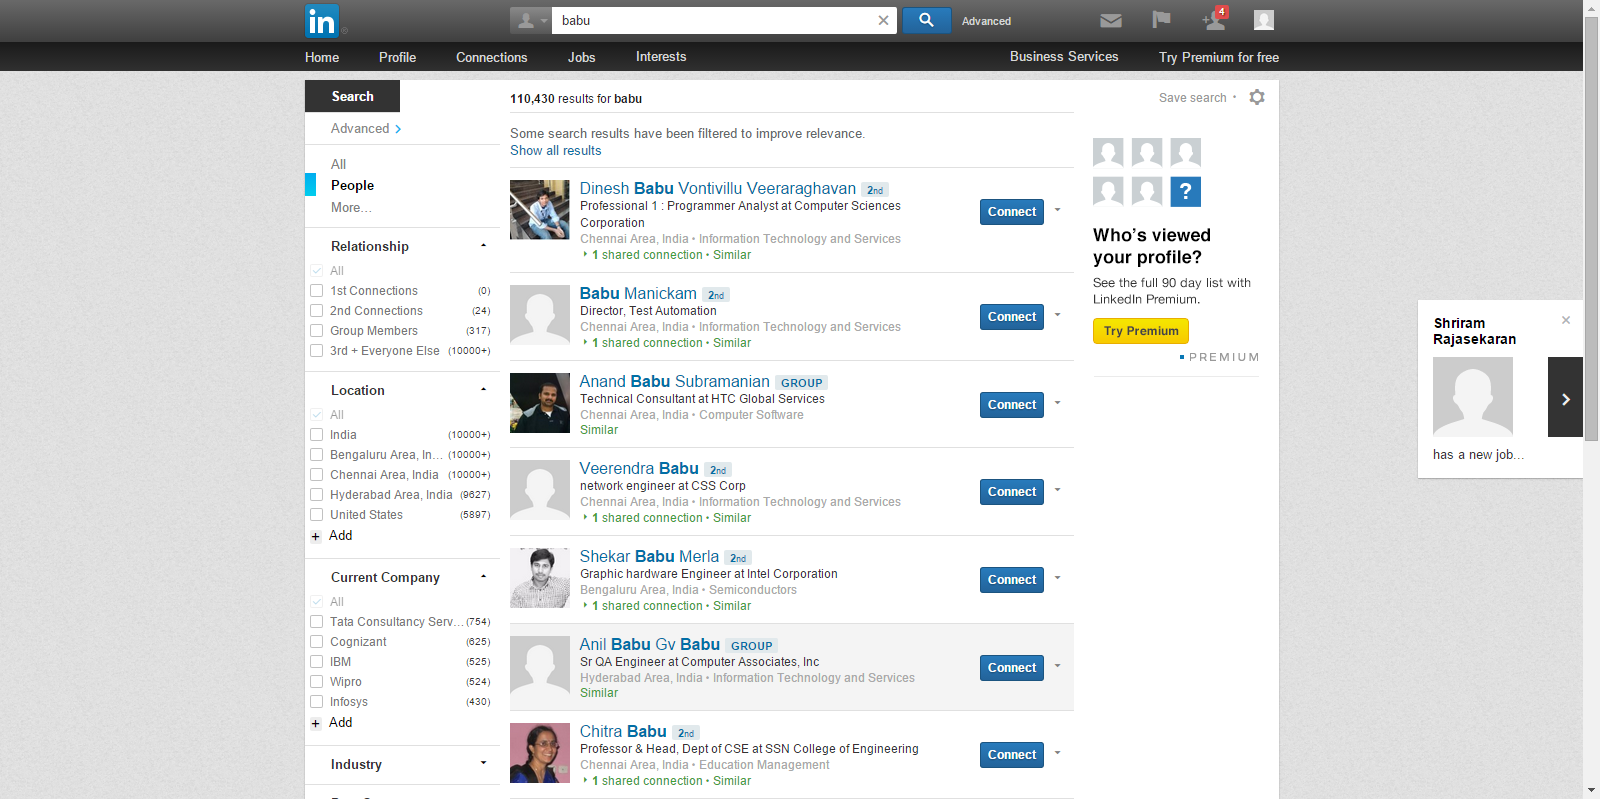 in
babu
Advanced
4
Home Profile Connections Jobs Interests Business Services Try Premium for free
Search
Advanced
All
People
More...
Relationship
All
1st Connections (0)
2nd Connections (24)
Group Members (317)
3rd + Everyone Else (10000+)
Location
All
India (10000+)
Bengaluru Area, In... (10000+)
Chennai Area, India (10000+)
Hyderabad Area, India (9627)
United States (5897)
+ Add
Current Company
All
Tata Consultancy Serv... (754)
Cognizant (625)
IBM (525)
Wipro (524)
Infosys (430)
+ Add
Industry
110,430 results for babu
Save search
Some search results have been filtered to improve relevance.
Show all results
Dinesh Babu Vontivillu Veeraraghavan 2nd
Professional 1 : Programmer Analyst at Computer Sciences
Corporation
Chennai Area, India • Information Technology and Services
1 shared connection • Similar
Connect
Babu Manickam 2nd
Director, Test Automation
Chennai Area, India • Information Technology and Services
1 shared connection • Similar
Connect
Anand Babu Subramanian GROUP
Technical Consultant at HTC Global Services
Chennai Area, India • Computer Software
Similar
Connect
Veerendra Babu 2nd
network engineer at CSS Corp
Chennai Area, India • Information Technology and Services
1 shared connection • Similar
Connect
Shekar Babu Merla 2nd
Graphic hardware Engineer at Intel Corporation
Bengaluru Area, India • Semiconductors
1 shared connection • Similar
Connect
Anil Babu Gv Babu GROUP
Sr QA Engineer at Computer Associates, Inc
Hyderabad Area, India • Information Technology and Services
Similar
Connect
Chitra Babu 2nd
Professor & Head, Dept of CSE at SSN College of Engineering
Chennai Area, India • Education Management
1 shared connection • Similar
Connect
?
Who's viewed
your profile?
See the full 90 day list with
LinkedIn Premium.
Try Premium
PREMIUM
Shriram
Rajasekaran
has a new job...